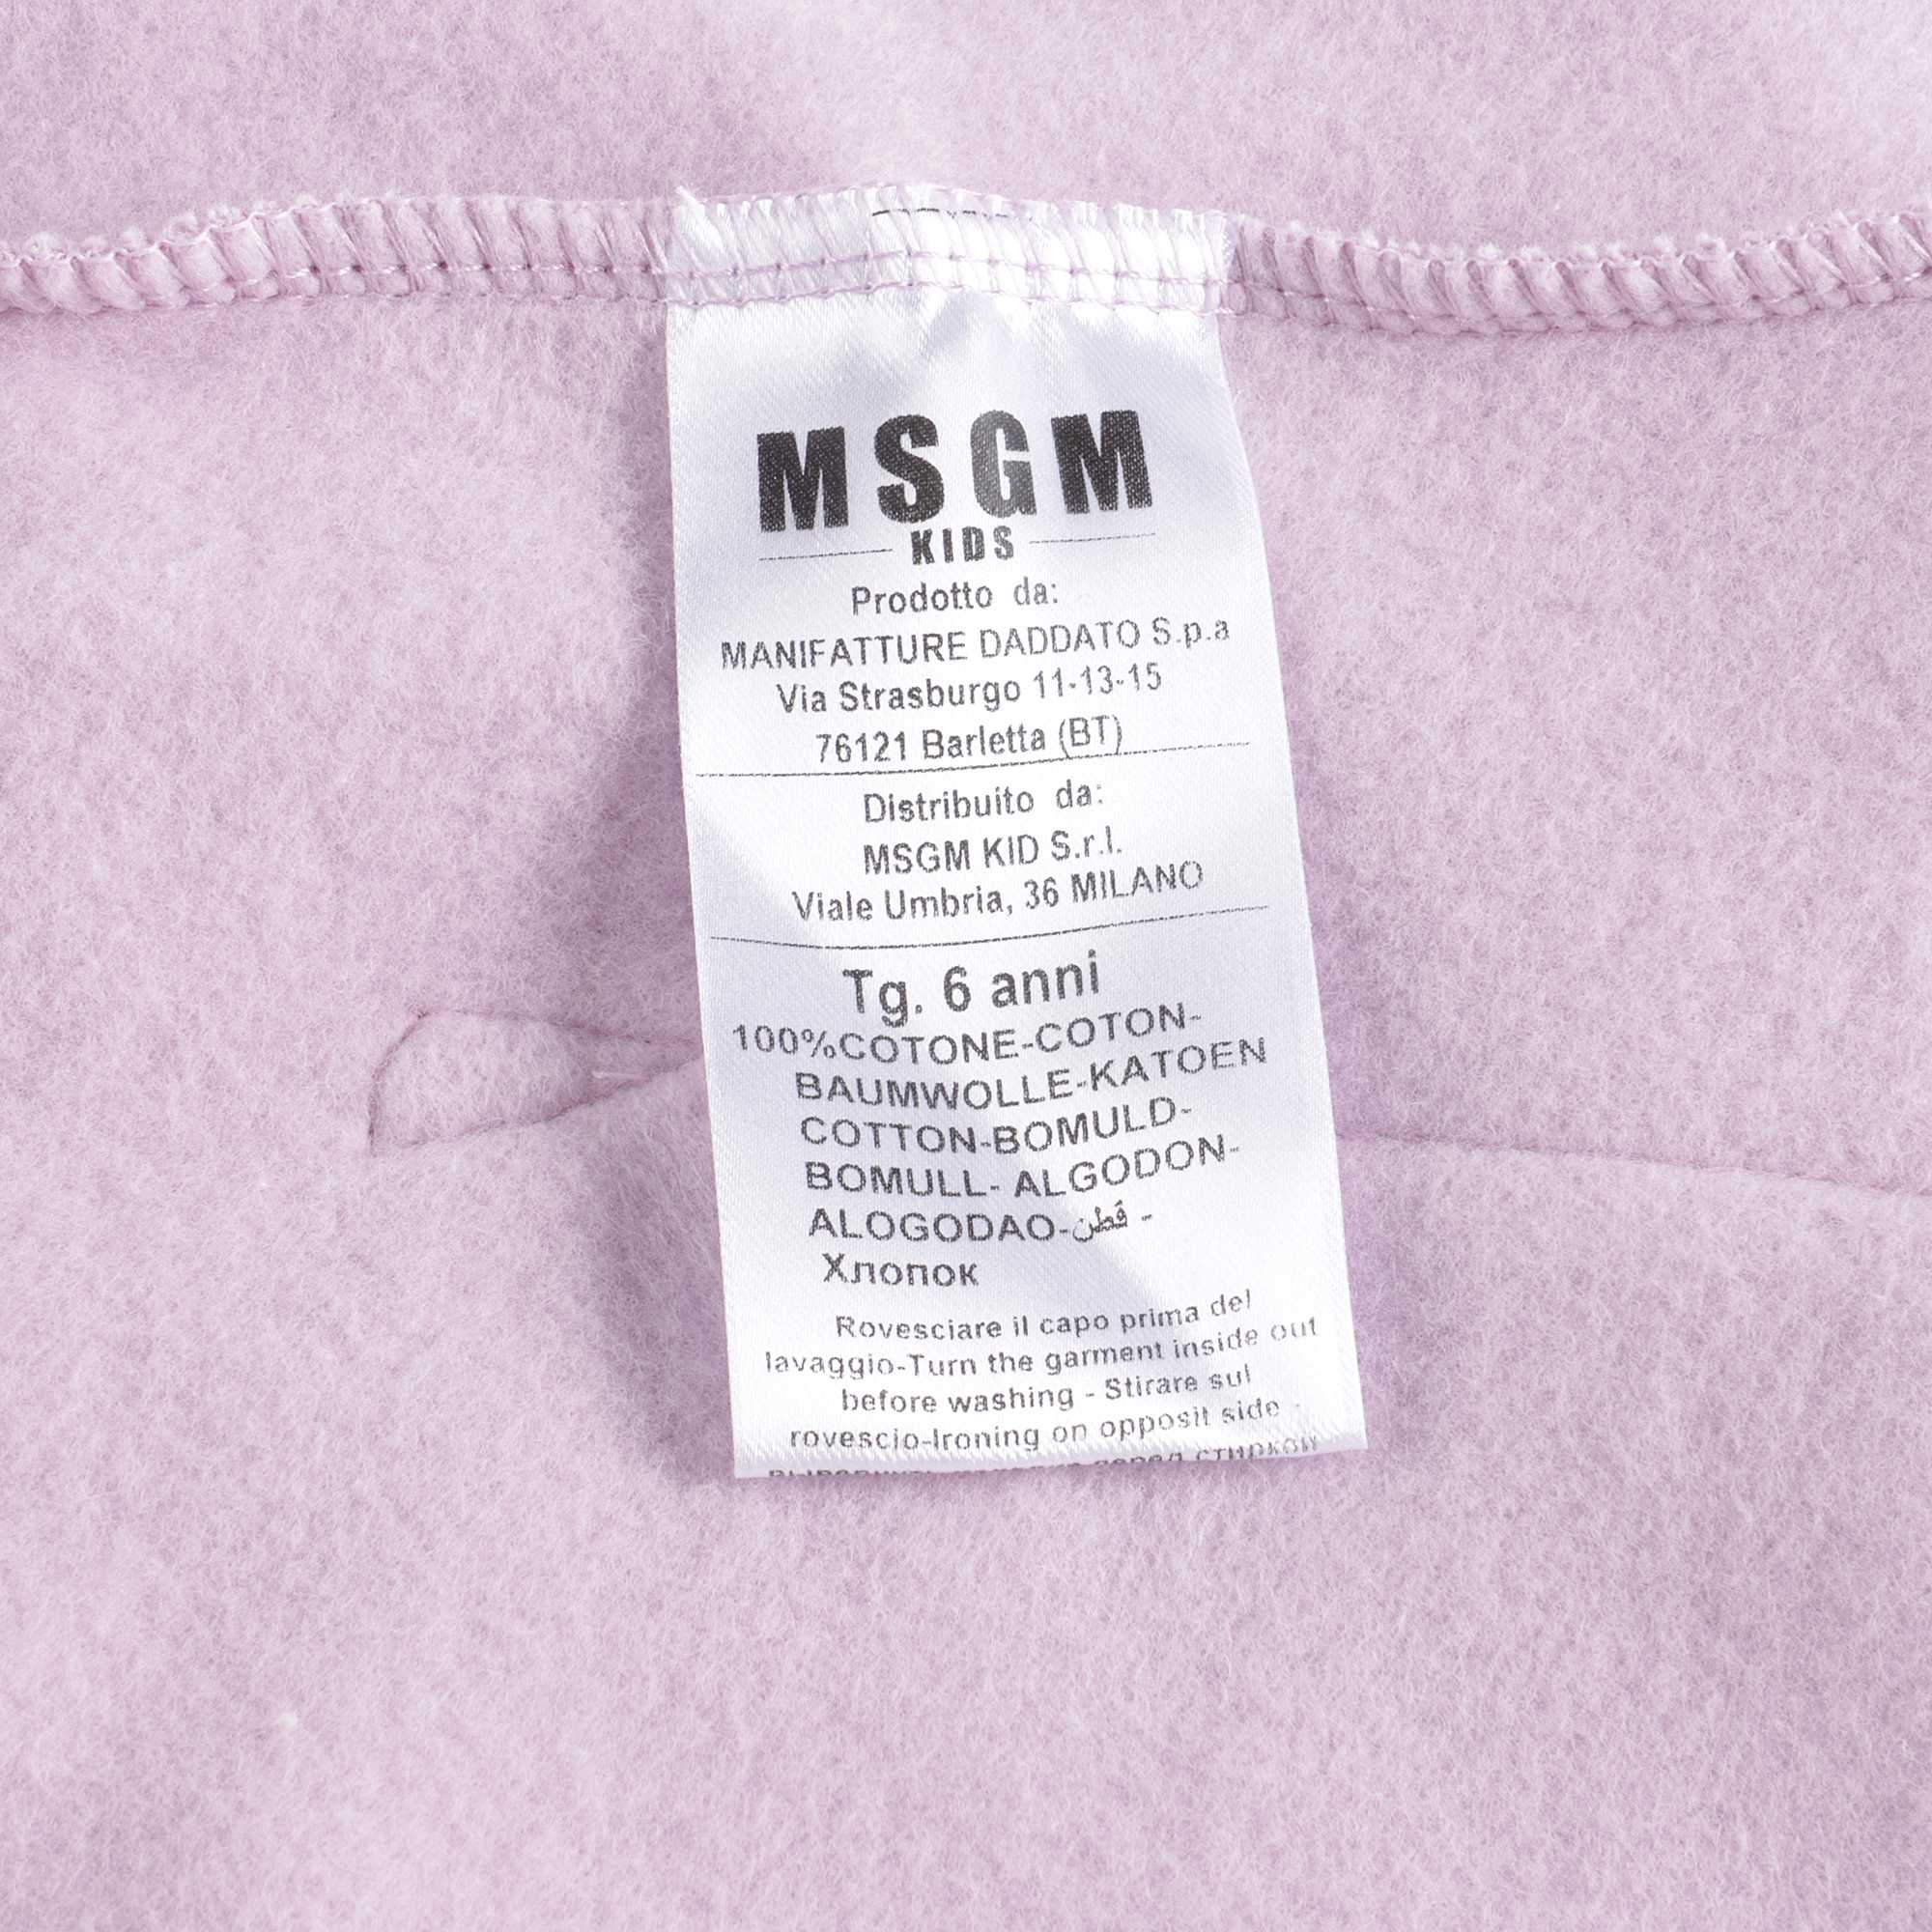 MSGM
KIDS
Prodotto da:
MANIFATTURE DADDATO S.p.a
Via Strasburgo 11-13-15
76121 Barletta (BT)
Distribuito da:
MSGM KID S.r.l.
Viale Umbria, 36 MILANO
Tg. 6 anni
100%COTONE-COTON-
BAUMWOLLE-KATOEN
COTTON-BOMULD-
BOMULL- ALGODON-
ALOGODAO-قطن -
Хлопок
Rovesciare il capo prima del
lavaggio-Turn the garment inside out
before washing - Stirare sul
rovescio-Ironing on opposit side -